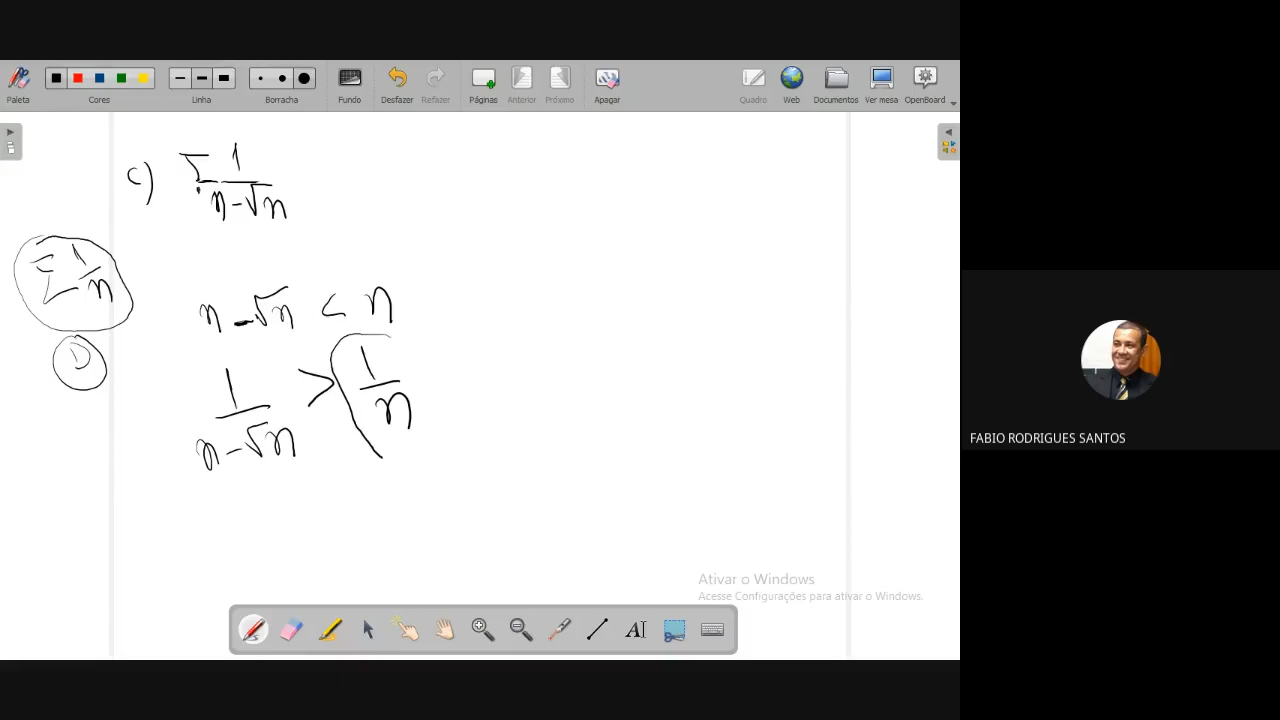 Paleta Cores Linha Borracha Fundo Desfazer Refazer Páginas Anterior Próximo Apagar Quadro Web Documentos Ver mesa OpenBoard
c) Σ 1/(n-√n)
Σ 1/n
D
n-√n < n
1/(n-√n) > 1/n
FABIO RODRIGUES SANTOS
Ativar o Windows
Acesse Configurações para ativar o Windows.
AI